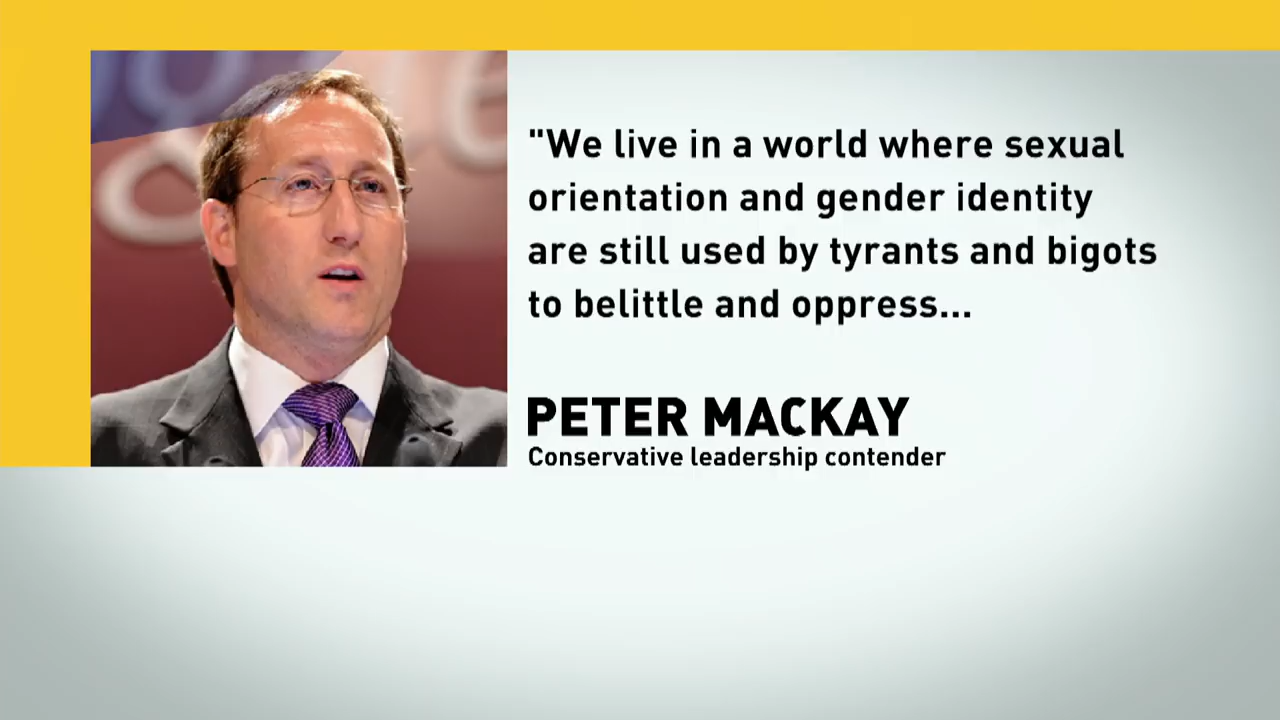 "We live in a world where sexual
orientation and gender identity
are still used by tyrants and bigots
to belittle and oppress...
PETER MACKAY
Conservative leadership contender